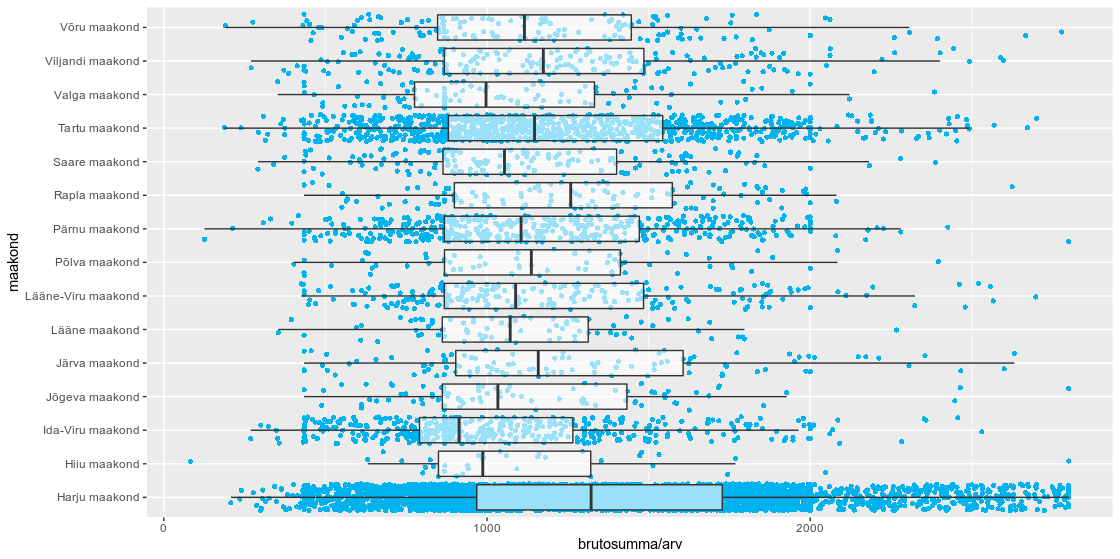 Võru maakond
Viljandi maakond
Valga maakond
Tartu maakond
Saare maakond
Rapla maakond
Pärnu maakond
Põlva maakond
Lääne-Viru maakond
Lääne maakond
Järva maakond
Jõgeva maakond
Ida-Viru maakond
Hiiu maakond
Harju maakond
maakond
0 1000 2000
brutosumma/arv